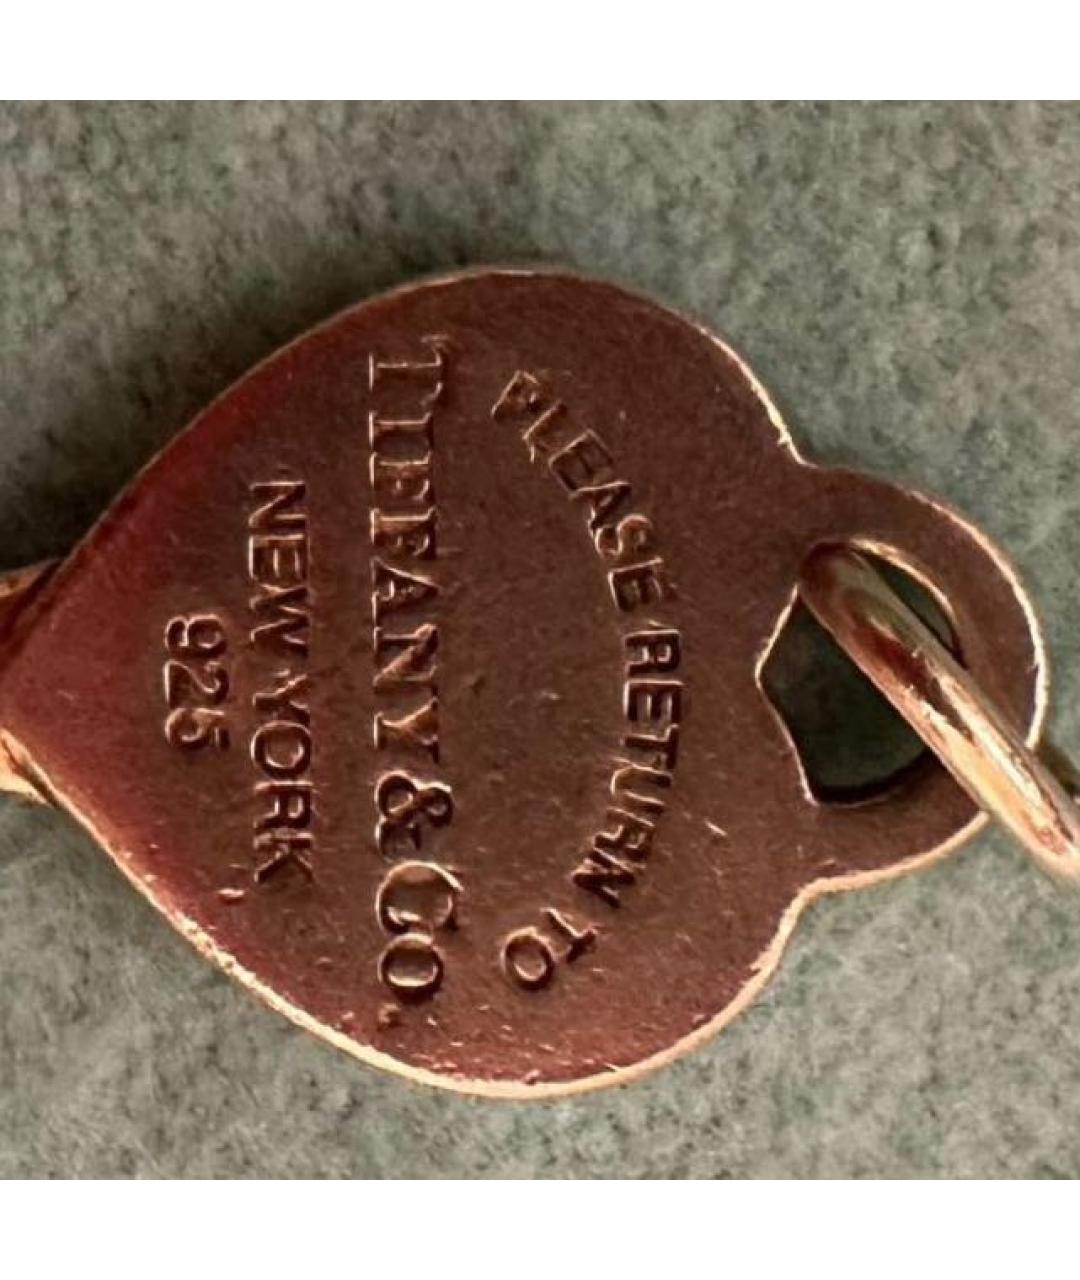 PLEASE RETURN TO
TIFFANY & CO.
NEW YORK
925